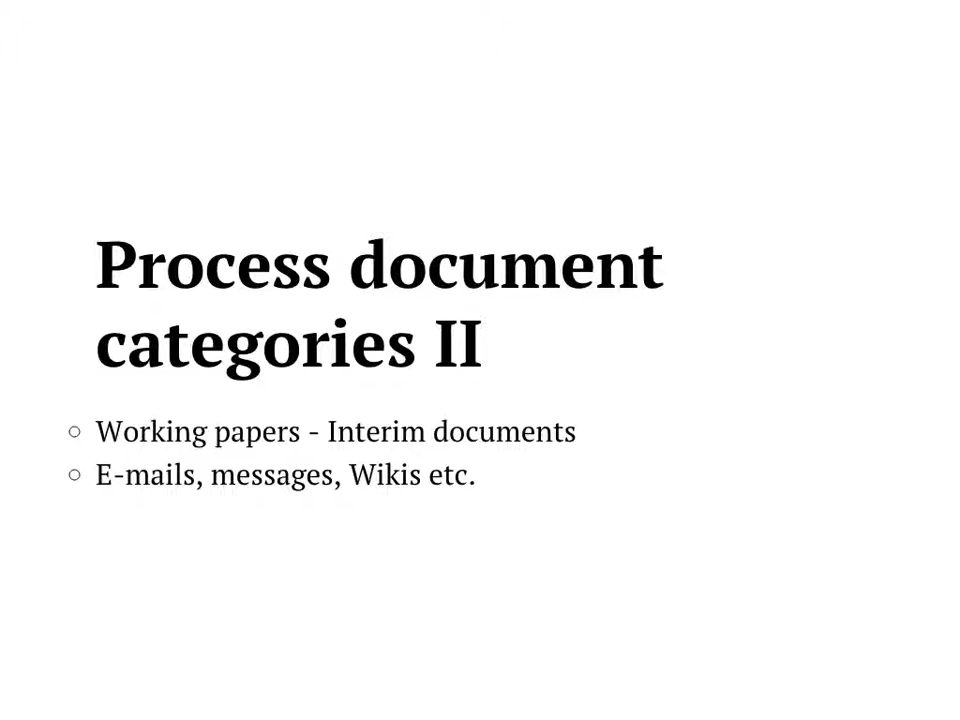 Process document
categories II
Working papers - Interim documents
E-mails, messages, Wikis etc.